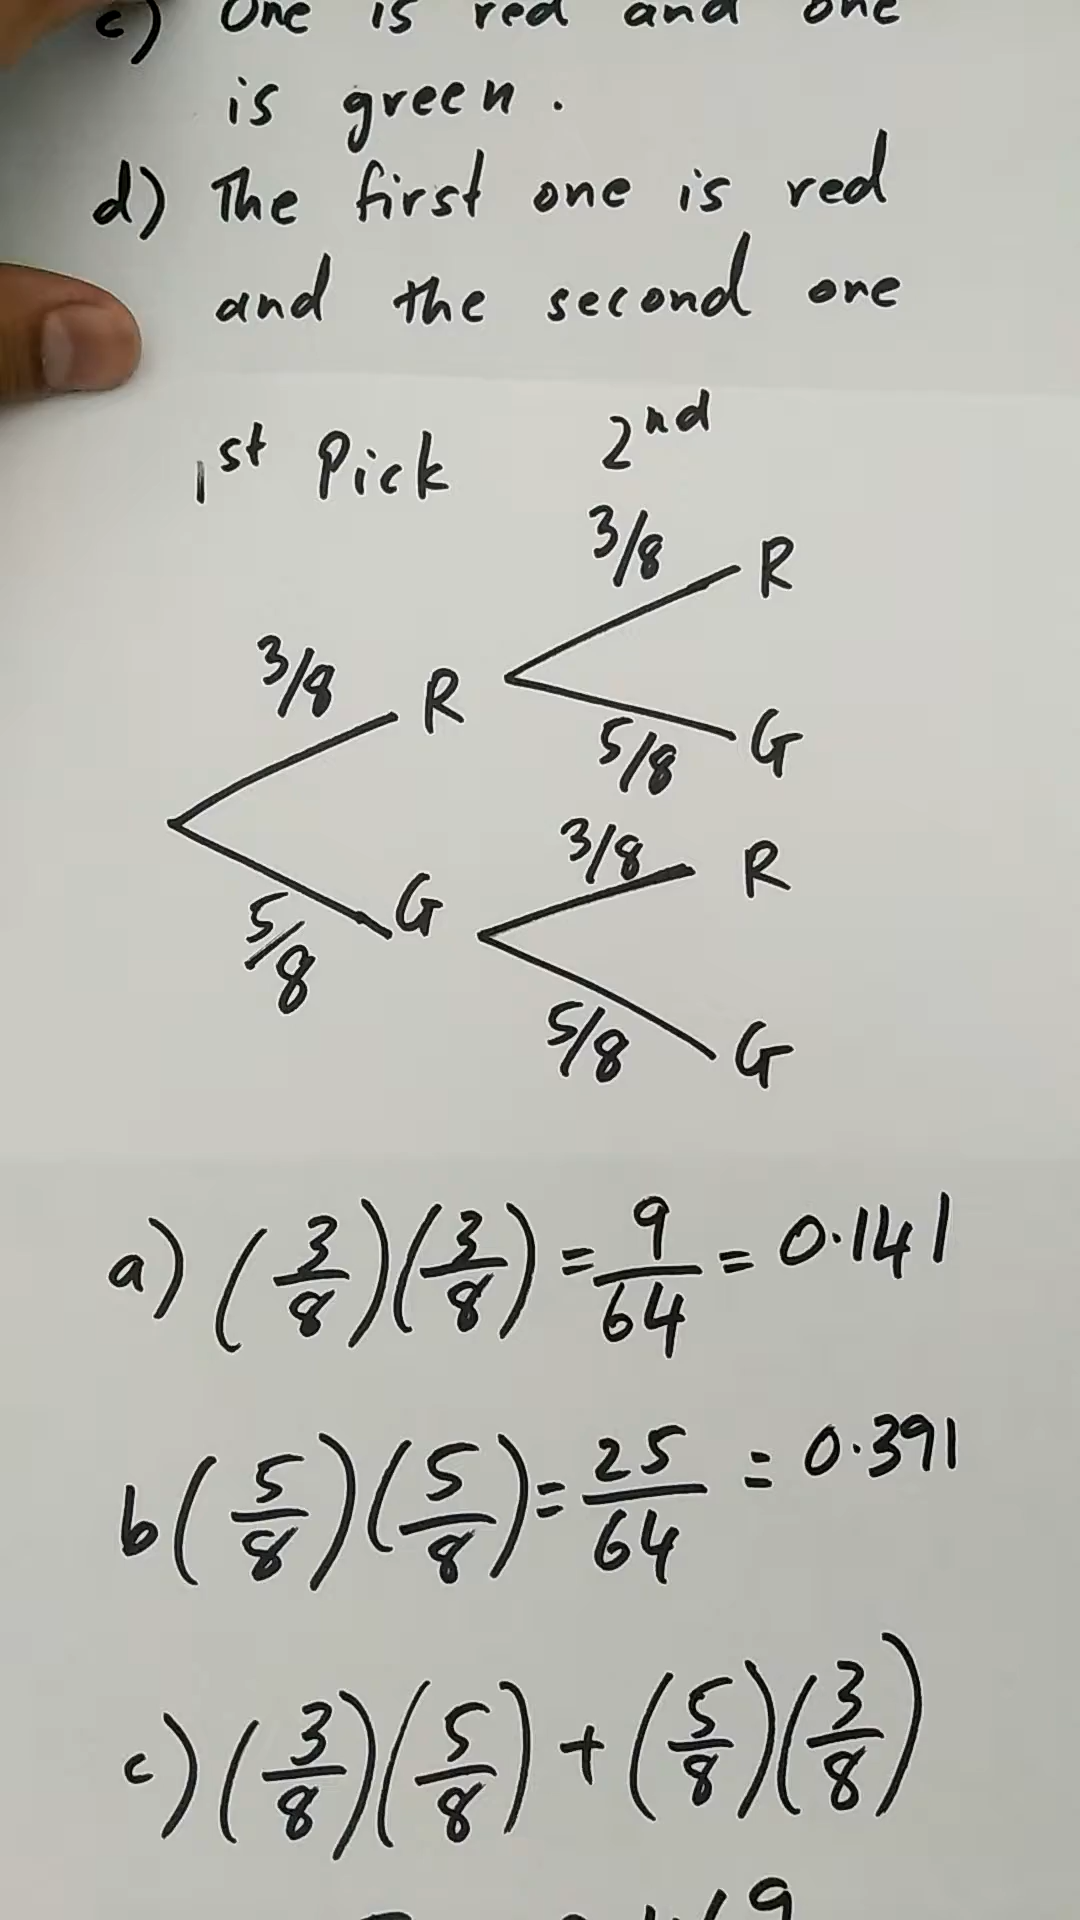 c) One is red and one
is green.
d) The first one is red
and the second one
1st Pick 2nd
3/8 R
3/8 R
5/8 G
3/8 R
5/8 G
5/8 G
a) (3/8)(3/8) = 9/64 = 0.141
b (5/8)(5/8) = 25/64 = 0.391
c) (3/8)(5/8) + (5/8)(3/8)